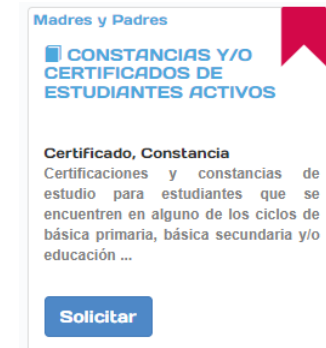 Madres y Padres
CONSTANCIAS Y/O
CERTIFICADOS DE
ESTUDIANTES ACTIVOS
Certificado, Constancia
Certificaciones y constancias de
estudio para estudiantes que se
encuentren en alguno de los ciclos de
básica primaria, básica secundaria y/o
educación ...
Solicitar